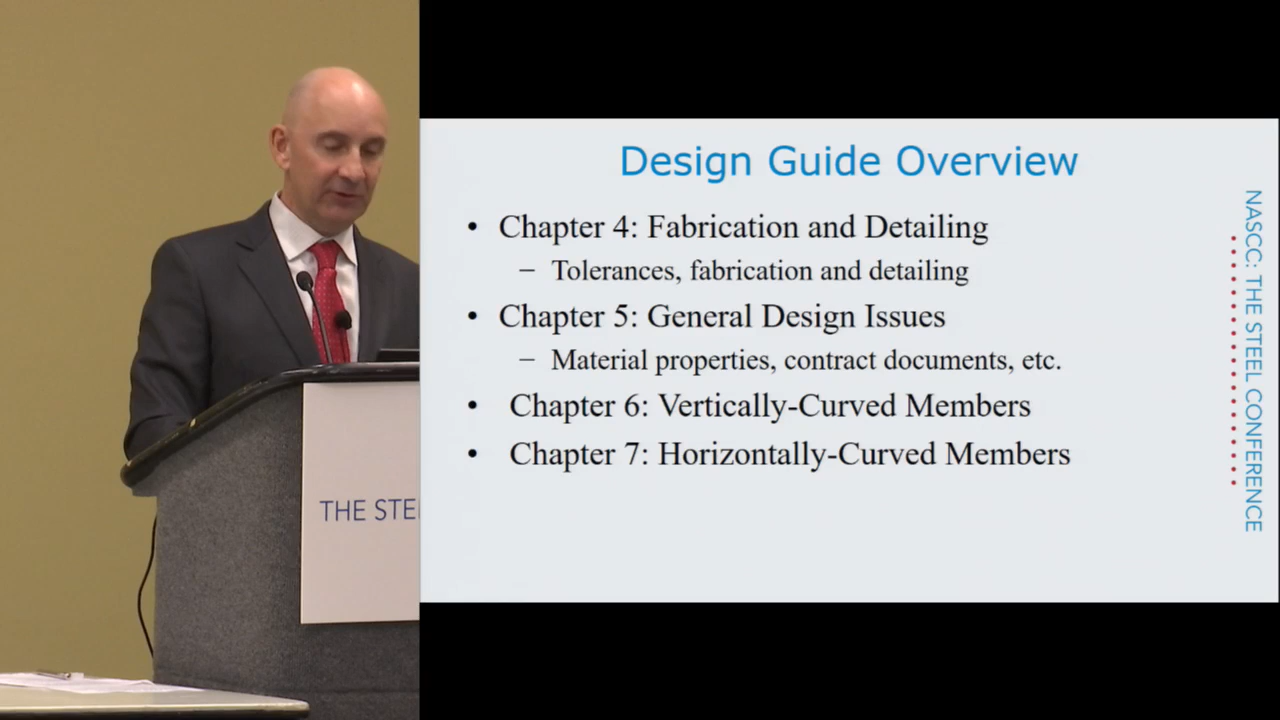 Design Guide Overview
• Chapter 4: Fabrication and Detailing
– Tolerances, fabrication and detailing
• Chapter 5: General Design Issues
– Material properties, contract documents, etc.
• Chapter 6: Vertically-Curved Members
• Chapter 7: Horizontally-Curved Members
NASCC: THE STEEL CONFERENCE
THE STE